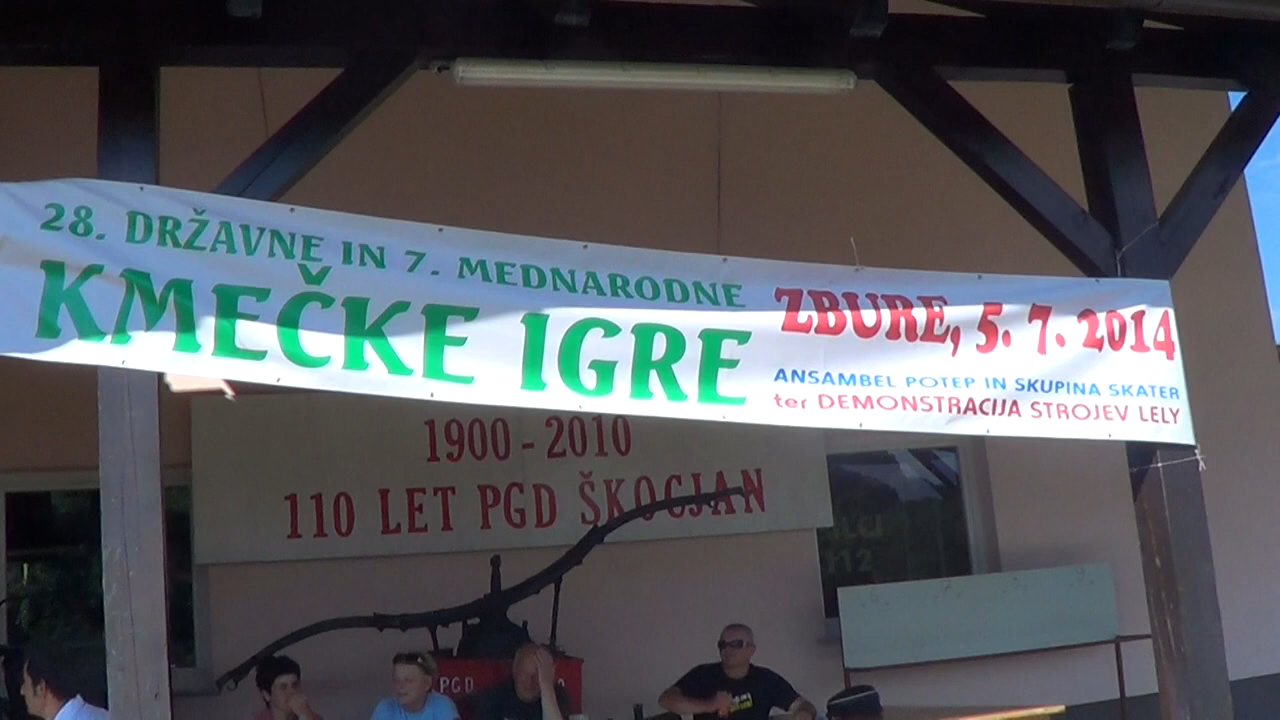 28. DRŽAVNE IN 7. MEDNARODNE
KMEČKE IGRE
ZBURE, 5. 7. 2014
ANSAMBEL POTEP IN SKUPINA SKATER
ter DEMONSTRACIJA STROJEV LELY
1900 - 2010
110 LET PGD ŠKOCJAN
112
PGD